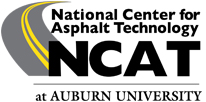 National Center for
Asphalt Technology
NCAT
at AUBURN UNIVERSITY